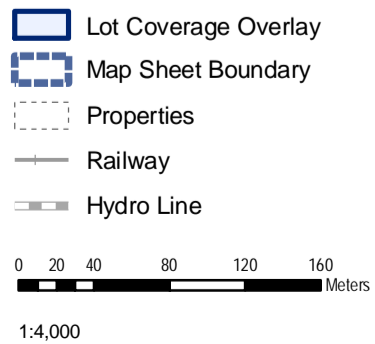 Lot Coverage Overlay
Map Sheet Boundary
Properties
Railway
Hydro Line
0 20 40 80 120 160
Meters
1:4,000